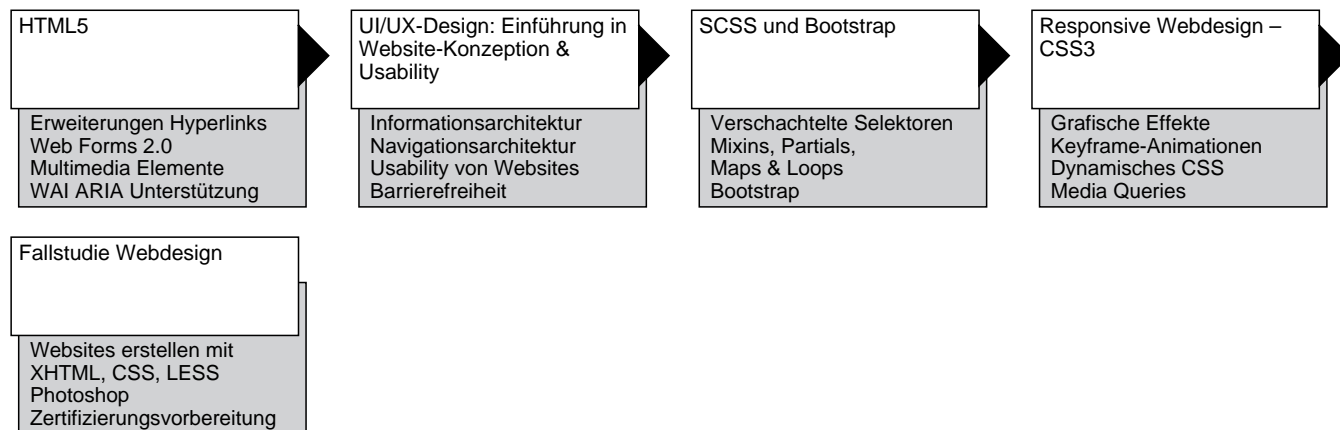 HTML5
Erweiterungen Hyperlinks
Web Forms 2.0
Multimedia Elemente
WAI ARIA Unterstützung
UI/UX-Design: Einführung in
Website-Konzeption &
Usability
Informationsarchitektur
Navigationsarchitektur
Usability von Websites
Barrierefreiheit
SCSS und Bootstrap
Verschachtelte Selektoren
Mixins, Partials,
Maps & Loops
Bootstrap
Responsive Webdesign –
CSS3
Grafische Effekte
Keyframe-Animationen
Dynamisches CSS
Media Queries
Fallstudie Webdesign
Websites erstellen mit
XHTML, CSS, LESS
Photoshop
Zertifizierungsvorbereitung